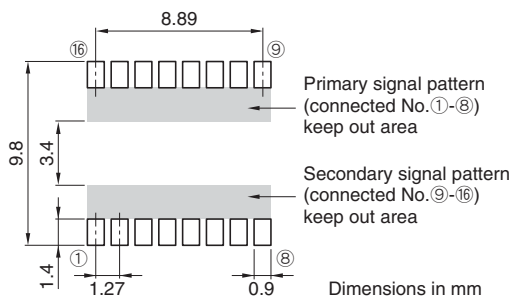 8.89
⑯ ⑨
Primary signal pattern
(connected No.①-⑧)
keep out area
9.8
3.4
Secondary signal pattern
(connected No.⑨-⑯)
keep out area
① ⑧
1.4
1.27 0.9 Dimensions in mm